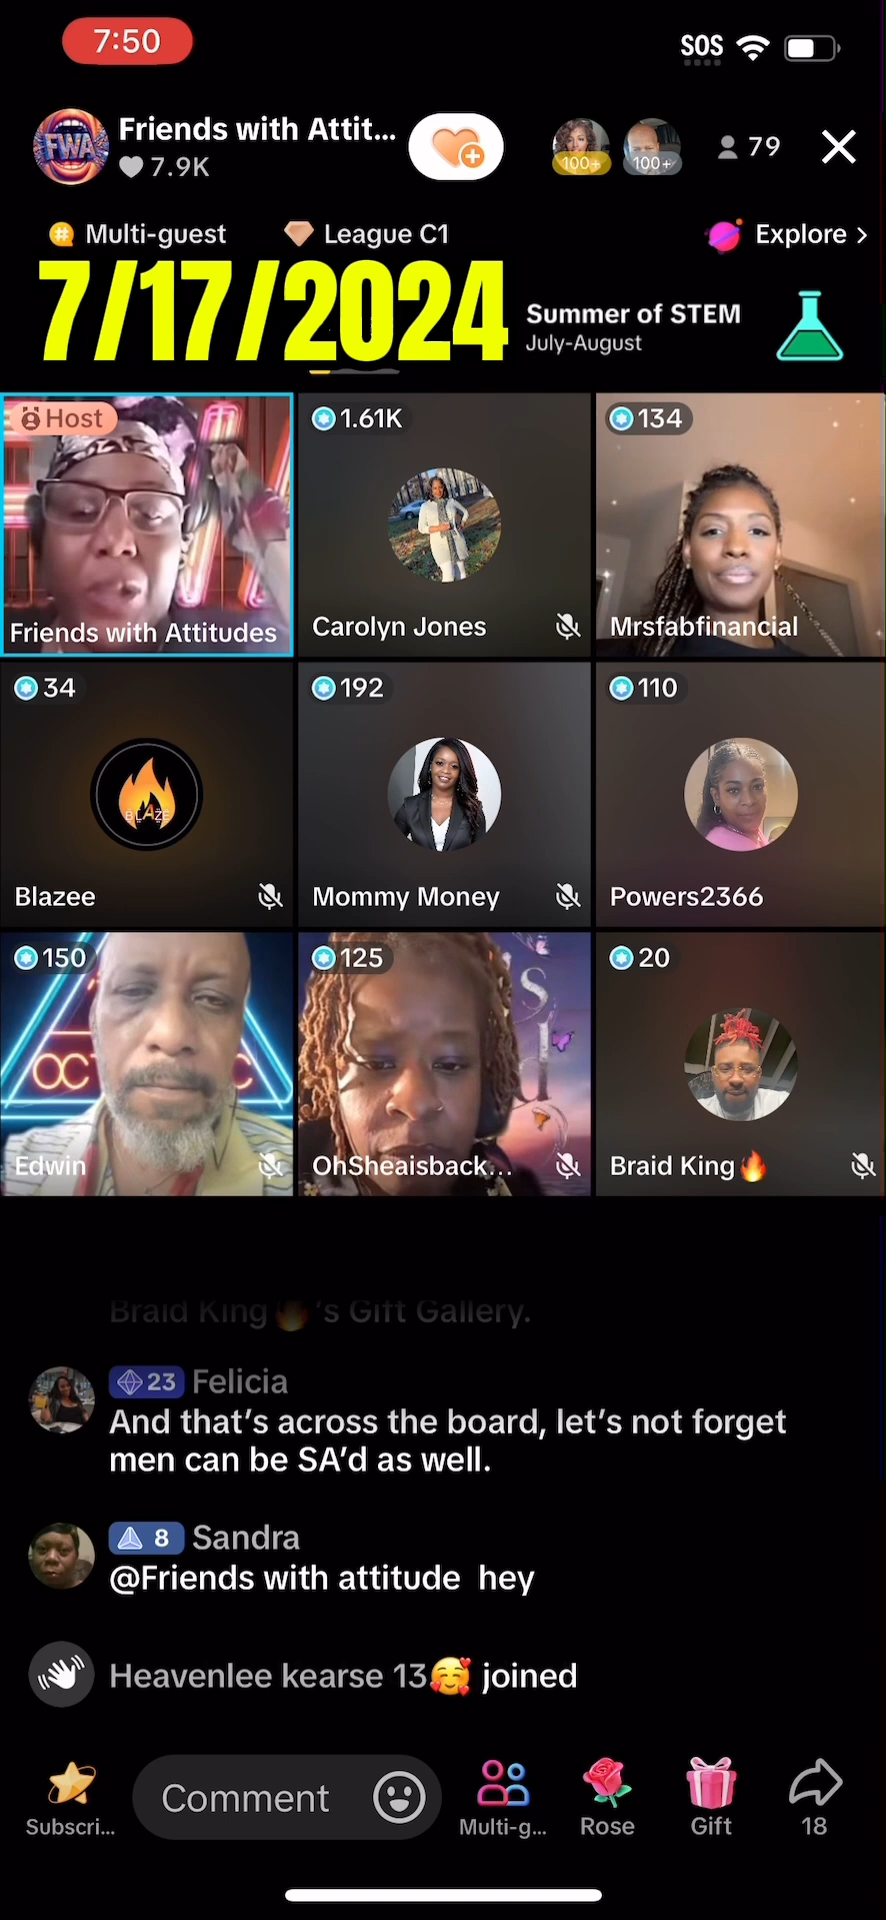 7:50
SOS
FWA
Friends with Attit...
7.9K
100+
100+
79
Multi-guest
League C1
Explore >
7/17/2024
Summer of STEM
July-August
Host
Friends with Attitudes
1.61K
Carolyn Jones
134
Mrsfabfinancial
34
BLAZE
Blazee
192
Mommy Money
110
Powers2366
150
OCT
C
Edwin
125
OhSheaisback...
20
Braid King🔥
Braid King🔥's Gift Gallery.
23 Felicia
And that's across the board, let's not forget
men can be SA'd as well.
8 Sandra
@Friends with attitude hey
Heavenlee kearse 13🥰 joined
Subscri...
Comment
Multi-g...
Rose
Gift
18